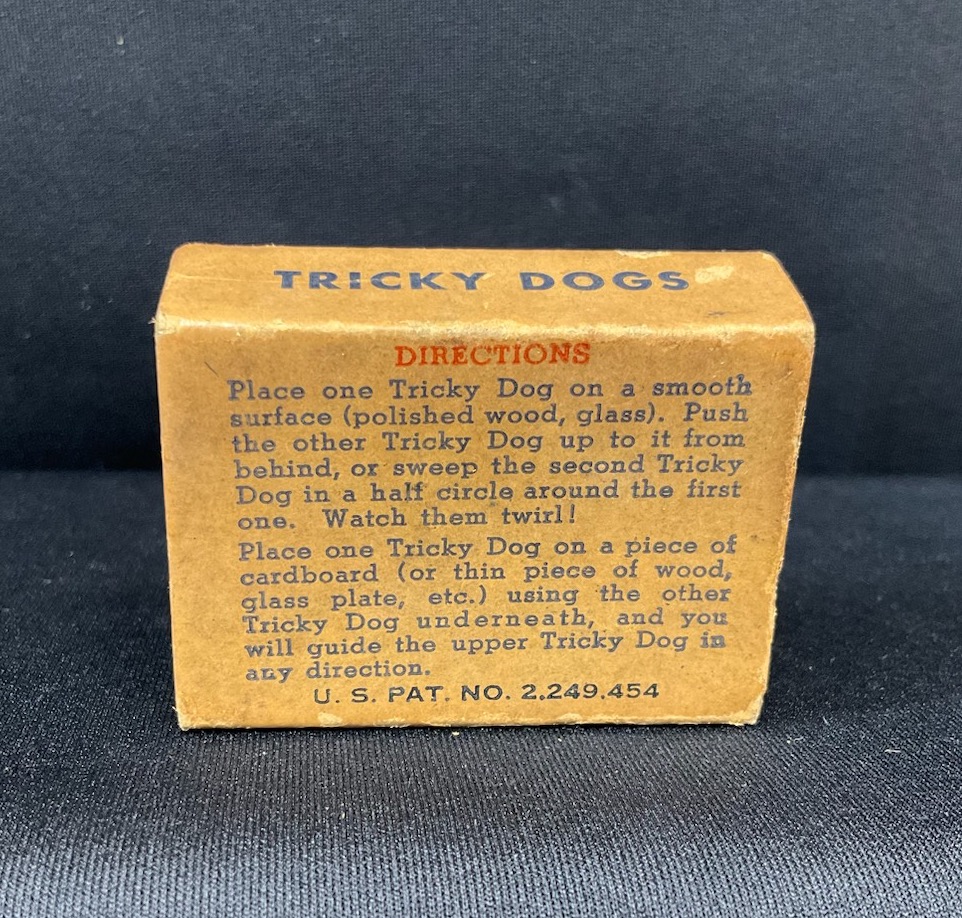 TRICKY DOGS
DIRECTIONS
Place one Tricky Dog on a smooth
surface (polished wood, glass). Push
the other Tricky Dog up to it from
behind, or sweep the second Tricky
Dog in a half circle around the first
one. Watch them twirl!
Place one Tricky Dog on a piece of
cardboard (or thin piece of wood,
glass plate, etc.) using the other
Tricky Dog underneath, and you
will guide the upper Tricky Dog in
any direction.
U. S. PAT. NO. 2.249.454